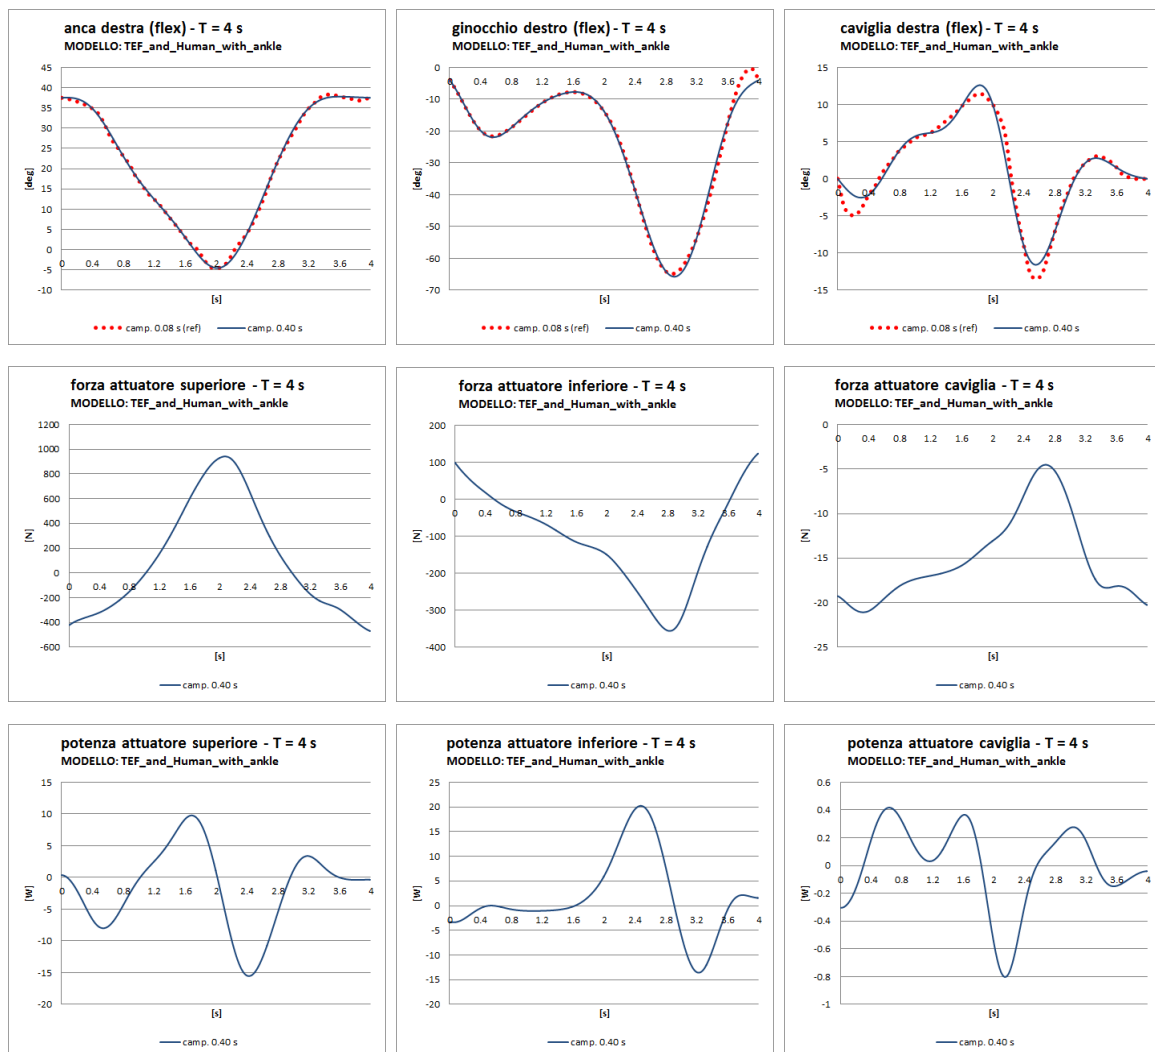 anca destra (flex) - T = 4 s
MODELLO: TEF_and_Human_with_ankle
45
40
35
30
25
20
15
10
5
0
-5
-10
[deg]
0 0.4 0.8 1.2 1.6 2 2.4 2.8 3.2 3.6 4
[s]
camp. 0.08 s (ref) camp. 0.40 s
ginocchio destro (flex) - T = 4 s
MODELLO: TEF_and_Human_with_ankle
0
-10
-20
-30
-40
-50
-60
-70
[deg]
0 0.4 0.8 1.2 1.6 2 2.4 2.8 3.2 3.6 4
[s]
camp. 0.08 s (ref) camp. 0.40 s
caviglia destra (flex) - T = 4 s
MODELLO: TEF_and_Human_with_ankle
15
10
5
0
-5
-10
-15
[deg]
0 0.4 0.8 1.2 1.6 2 2.4 2.8 3.2 3.6 4
[s]
camp. 0.08 s (ref) camp. 0.40 s
forza attuatore superiore - T = 4 s
MODELLO: TEF_and_Human_with_ankle
1200
1000
800
600
400
200
0
-200
-400
-600
[N]
0 0.4 0.8 1.2 1.6 2 2.4 2.8 3.2 3.6 4
[s]
camp. 0.40 s
forza attuatore inferiore - T = 4 s
MODELLO: TEF_and_Human_with_ankle
200
100
0
-100
-200
-300
-400
[N]
0 0.4 0.8 1.2 1.6 2 2.4 2.8 3.2 3.6 4
[s]
camp. 0.40 s
forza attuatore caviglia - T = 4 s
MODELLO: TEF_and_Human_with_ankle
0
-5
-10
-15
-20
-25
[N]
0 0.4 0.8 1.2 1.6 2 2.4 2.8 3.2 3.6 4
[s]
camp. 0.40 s
potenza attuatore superiore - T = 4 s
MODELLO: TEF_and_Human_with_ankle
15
10
5
0
-5
-10
-15
-20
[W]
0 0.4 0.8 1.2 1.6 2 2.4 2.8 3.2 3.6 4
[s]
camp. 0.40 s
potenza attuatore inferiore - T = 4 s
MODELLO: TEF_and_Human_with_ankle
25
20
15
10
5
0
-5
-10
-15
-20
[W]
0 0.4 0.8 1.2 1.6 2 2.4 2.8 3.2 3.6 4
[s]
camp. 0.40 s
potenza attuatore caviglia - T = 4 s
MODELLO: TEF_and_Human_with_ankle
0.6
0.4
0.2
0
-0.2
-0.4
-0.6
-0.8
-1
[W]
0 0.4 0.8 1.2 1.6 2 2.4 2.8 3.2 3.6 4
[s]
camp. 0.40 s